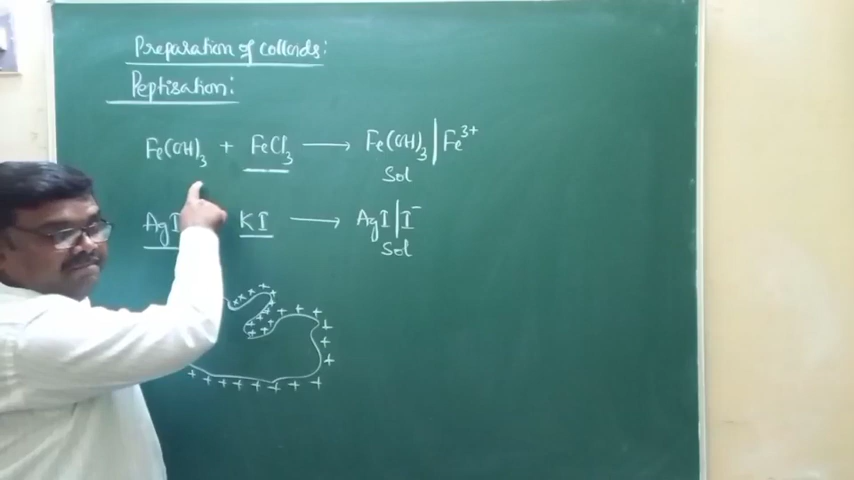 Preparation of colloids:
Peptisation:
Fe(OH)₃ + FeCl₃ ⟶ Fe(OH)₃ | Fe³⁺
Sol
AgI KI ⟶ AgI | I⁻
Sol